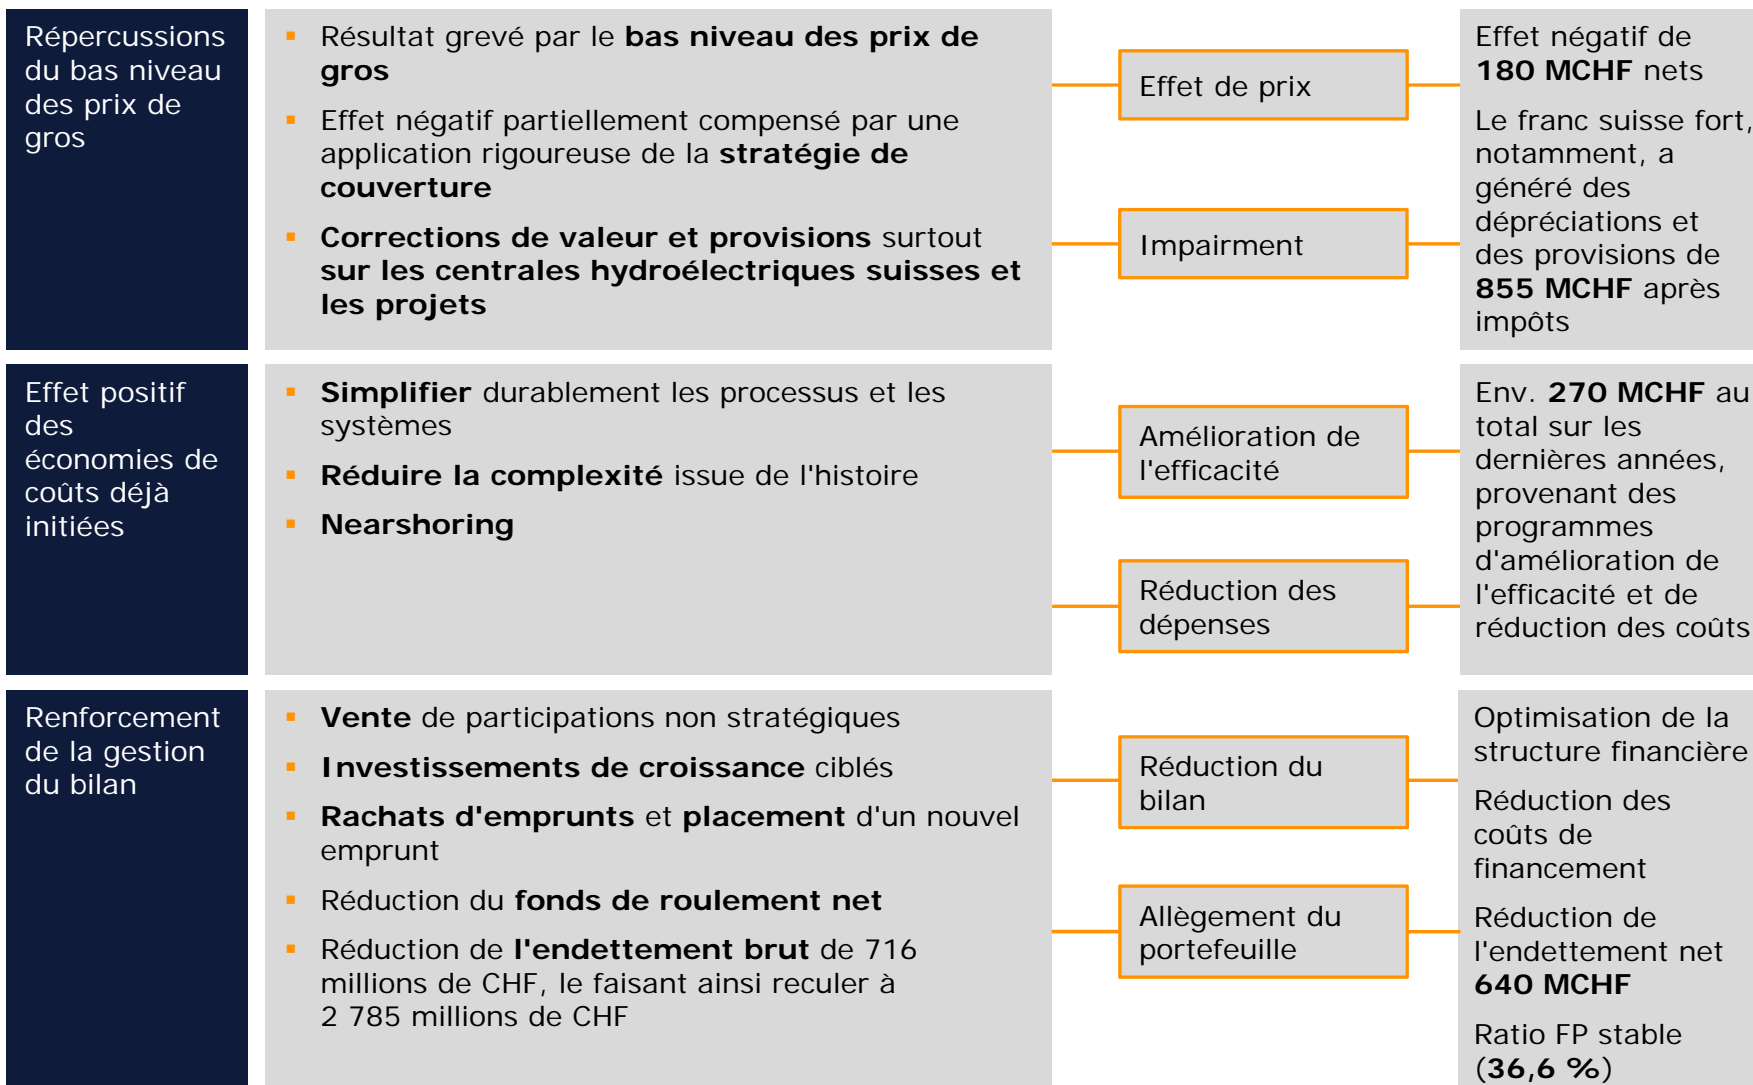 Répercussions
du bas niveau
des prix de
gros
▪ Résultat grevé par le bas niveau des prix de
gros
▪ Effet négatif partiellement compensé par une
application rigoureuse de la stratégie de
couverture
▪ Corrections de valeur et provisions surtout
sur les centrales hydroélectriques suisses et
les projets
Effet de prix
Impairment
Effet négatif de
180 MCHF nets
Le franc suisse fort,
notamment, a
généré des
dépréciations et
des provisions de
855 MCHF après
impôts
Effet positif
des
économies de
coûts déjà
initiées
▪ Simplifier durablement les processus et les
systèmes
▪ Réduire la complexité issue de l'histoire
▪ Nearshoring
Amélioration de
l'efficacité
Réduction des
dépenses
Env. 270 MCHF au
total sur les
dernières années,
provenant des
programmes
d'amélioration de
l'efficacité et de
réduction des coûts
Renforcement
de la gestion
du bilan
▪ Vente de participations non stratégiques
▪ Investissements de croissance ciblés
▪ Rachats d'emprunts et placement d'un nouvel
emprunt
▪ Réduction du fonds de roulement net
▪ Réduction de l'endettement brut de 716
millions de CHF, le faisant ainsi reculer à
2 785 millions de CHF
Réduction du
bilan
Allègement du
portefeuille
Optimisation de la
structure financière
Réduction des
coûts de
financement
Réduction de
l'endettement net
640 MCHF
Ratio FP stable
(36,6 %)